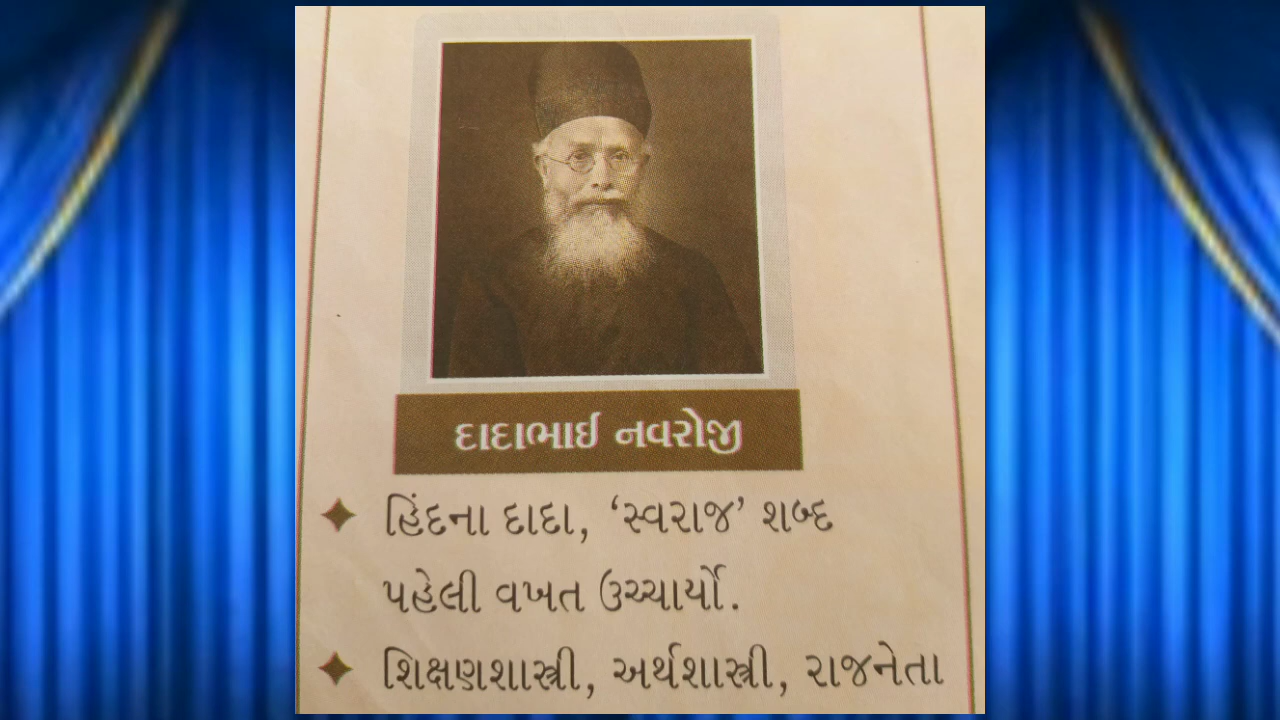 દાદાભાઈ નવરોજી
હિંદના દાદા, ‘સ્વરાજ’ શબ્દ
પહેલી વખત ઉચ્ચાર્યો.
શિક્ષણશાસ્ત્રી, અર્થશાસ્ત્રી, રાજનેતા